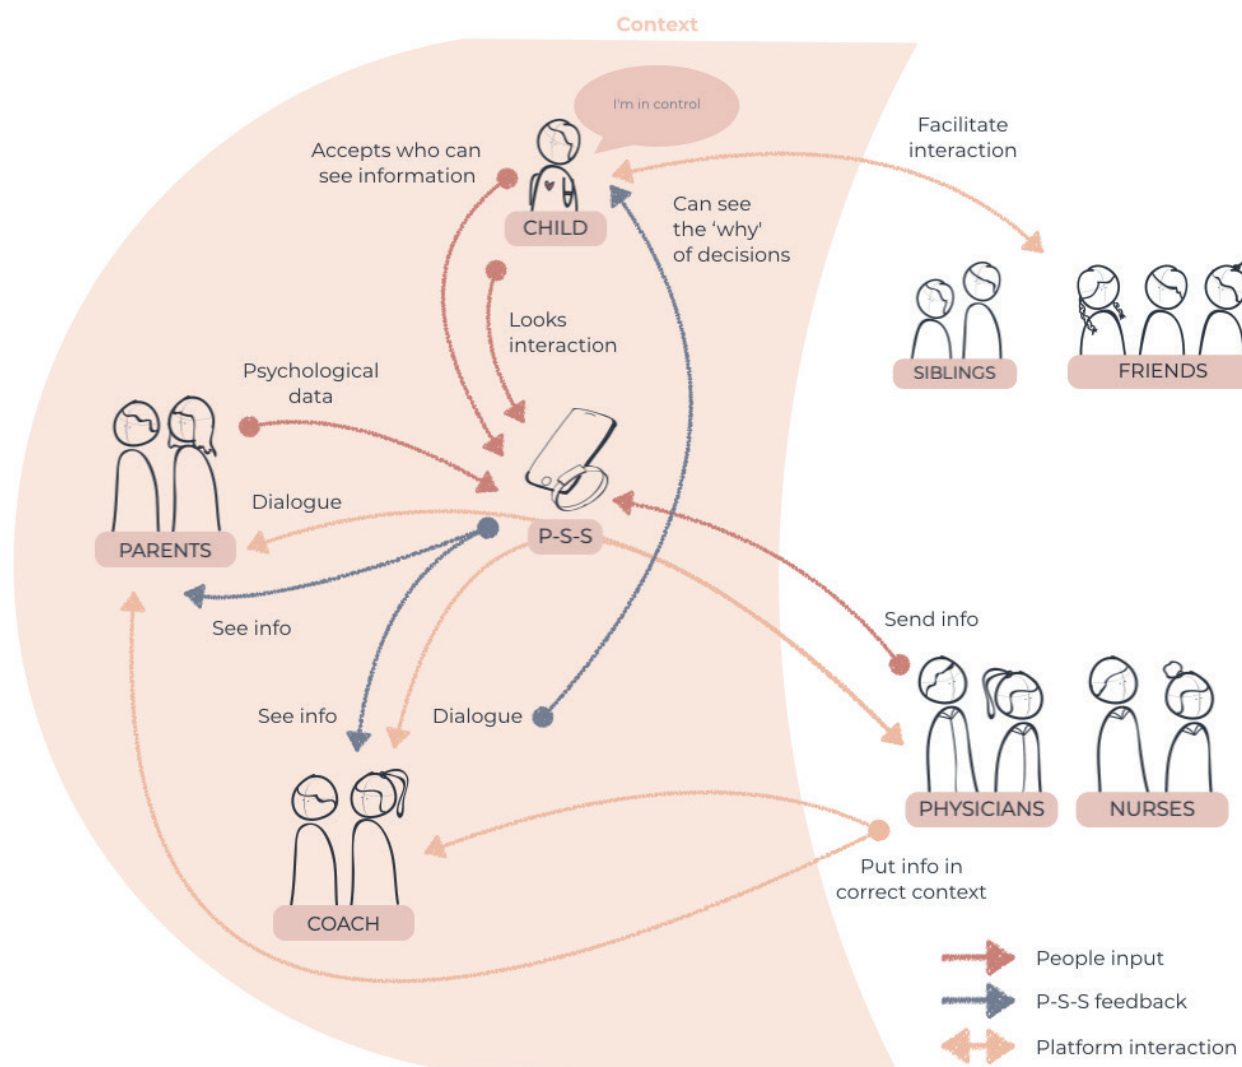 Context
I'm in control
Accepts who can
see information
Facilitate
interaction
CHILD
Can see
the ‘why'
of decisions
Looks
interaction
SIBLINGS
FRIENDS
Psychological
data
Dialogue
PARENTS
P-S-S
See info
Send info
See info
Dialogue
PHYSICIANS
NURSES
Put info in
correct context
COACH
People input
P-S-S feedback
Platform interaction